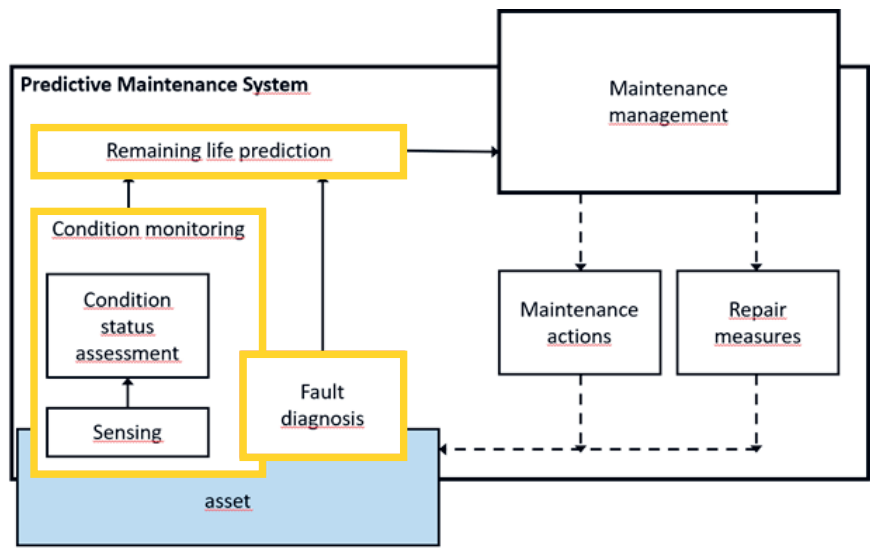 Predictive Maintenance System
Maintenance
management
Remaining life prediction
Condition monitoring
Condition
status
assessment
Sensing
Fault
diagnosis
Maintenance
actions
Repair
measures
asset